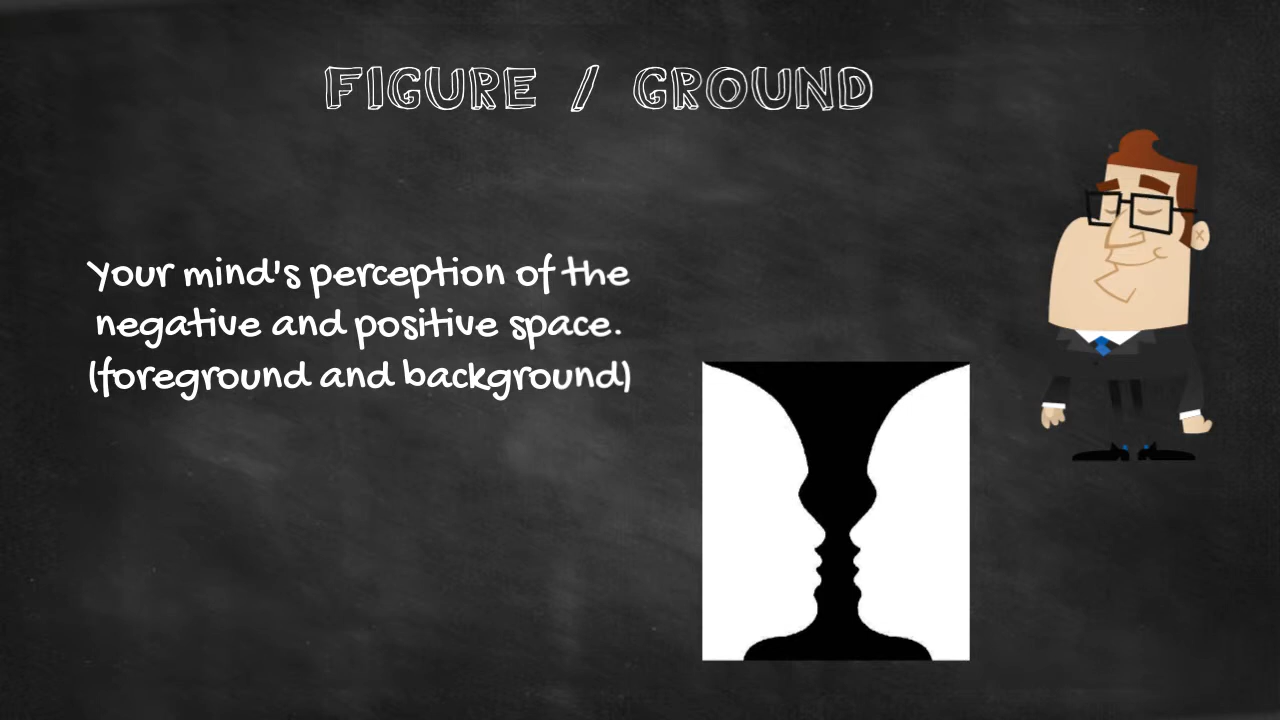 FIGURE / GROUND
Your mind's perception of the
negative and positive space.
(foreground and background)